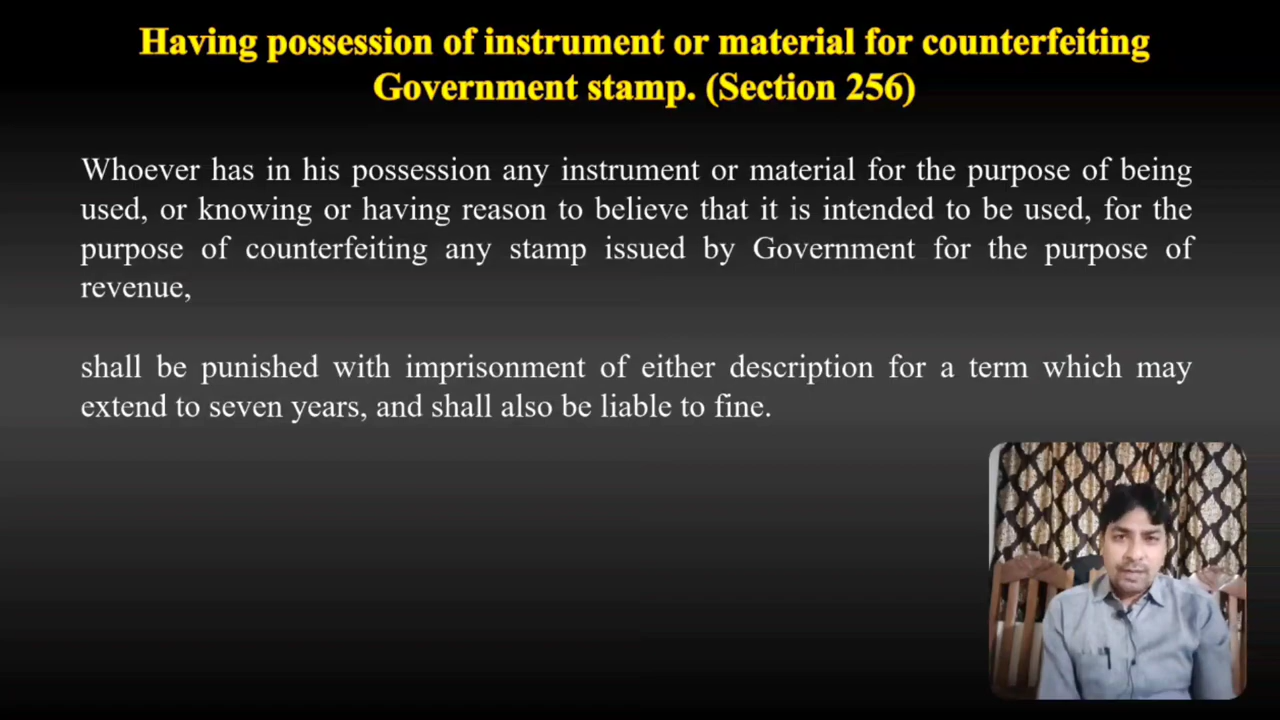 Having possession of instrument or material for counterfeiting
Government stamp. (Section 256)
Whoever has in his possession any instrument or material for the purpose of being
used, or knowing or having reason to believe that it is intended to be used, for the
purpose of counterfeiting any stamp issued by Government for the purpose of
revenue,
shall be punished with imprisonment of either description for a term which may
extend to seven years, and shall also be liable to fine.